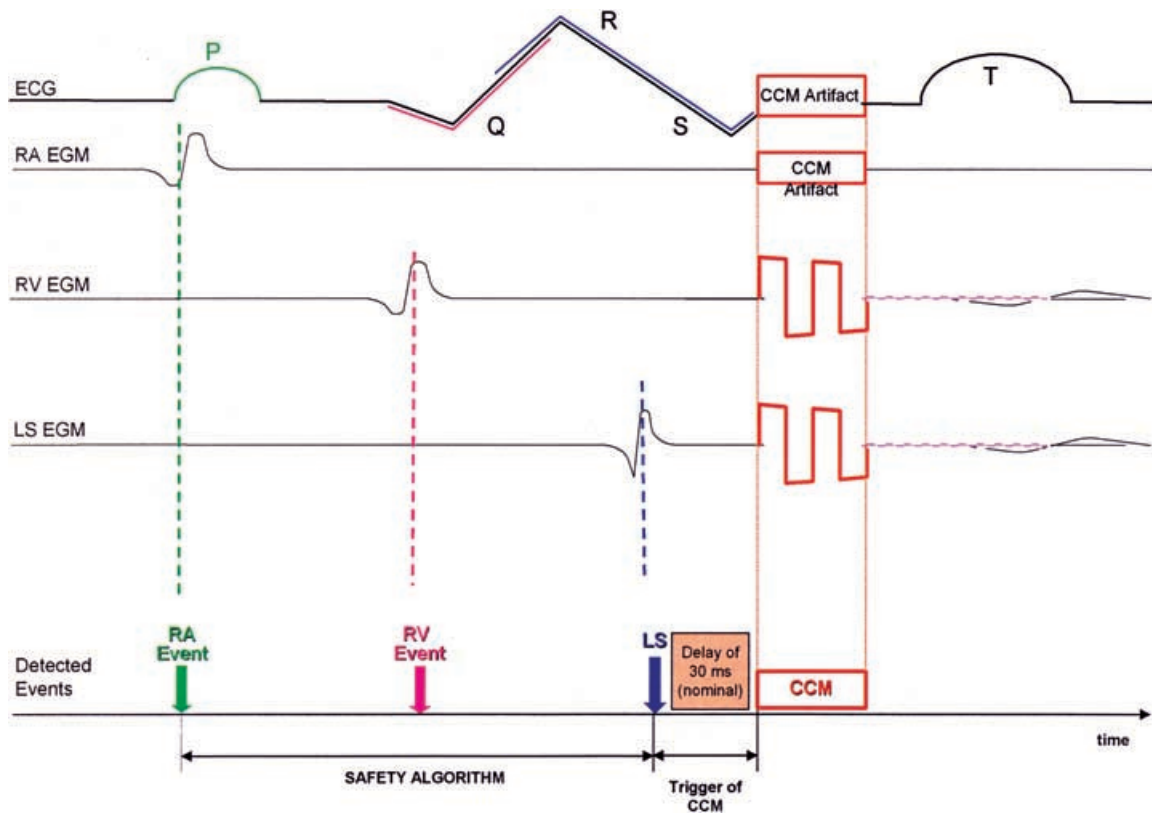 P
R
ECG
CCM Artifact
T
Q
S
RA EGM
CCM
Artifact
RV EGM
LS EGM
RA
Event
RV
Event
LS
Delay of
30 ms
(nominal)
Detected
Events
CCM
time
SAFETY ALGORITHM
Trigger of
CCM